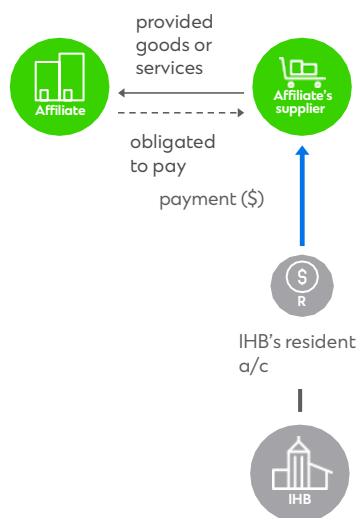 provided
goods or
services
Affiliate
Affiliate's
supplier
obligated
to pay
payment ($)
$
R
IHB's resident
a/c
IHB